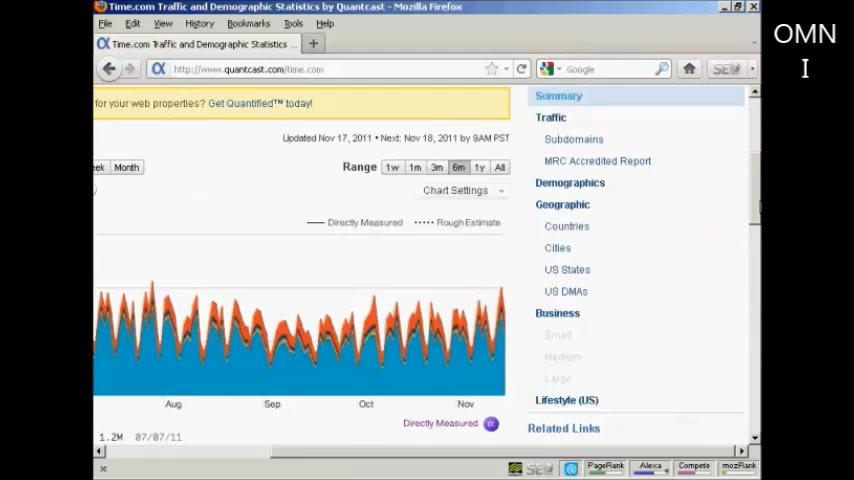 Time.com Traffic and Demographic Statistics by Quantcast - Mozilla Firefox
OMN
I
File Edit View History Bookmarks Tools Help
Time.com Traffic and Demographic Statistics ...
http://www.quantcast.com/time.com
Google
SEO
for your web properties? Get Quantified™ today!
Updated Nov 17, 2011 • Next: Nov 18, 2011 by 9AM PST
eek Month
Range 1w 1m 3m 6m 1y All
Chart Settings
Directly Measured Rough Estimate
Aug Sep Oct Nov
Directly Measured
1.2M 07/07/11
Summary
Traffic
Subdomains
MRC Accredited Report
Demographics
Geographic
Countries
Cities
US States
US DMAs
Business
Small
Medium
Large
Lifestyle (US)
Related Links
SEO PageRank Alexa Compete mozRank